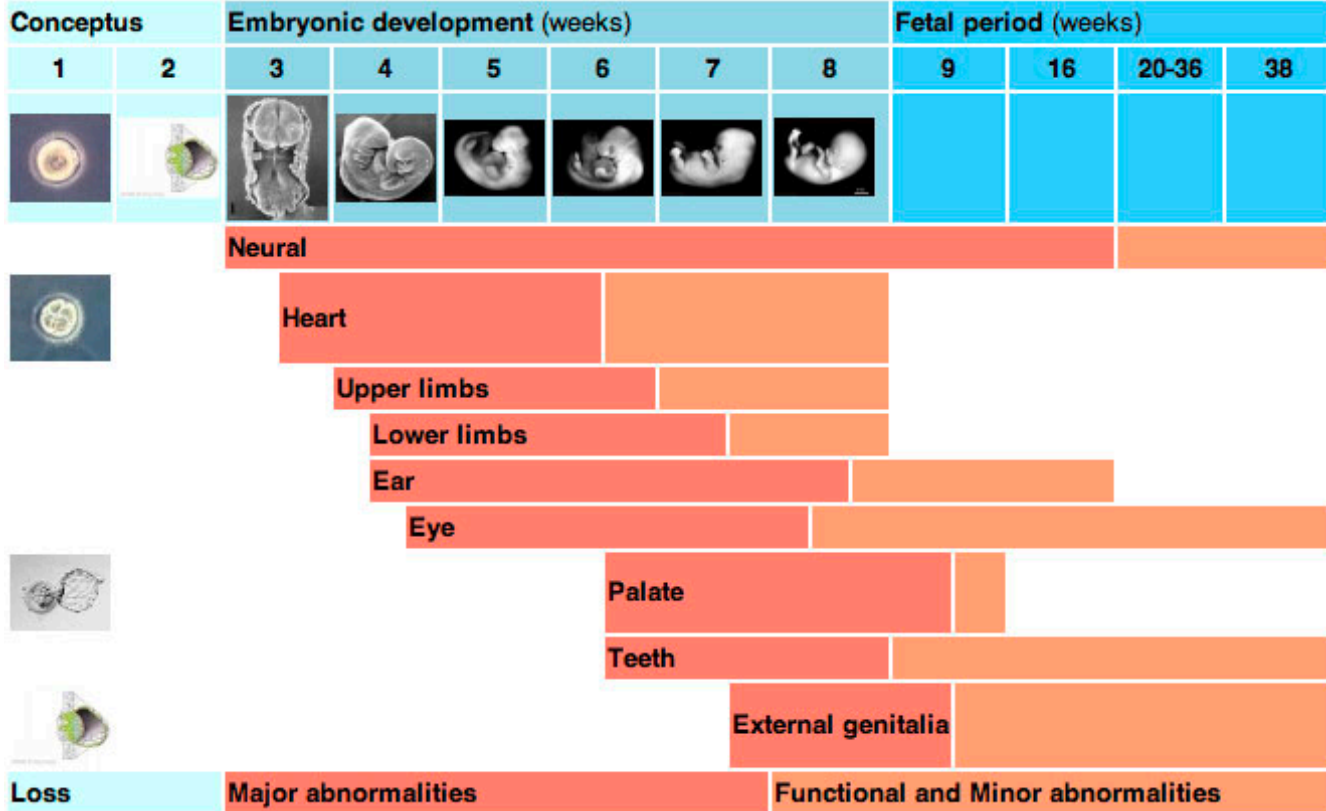 Conceptus Embryonic development (weeks) Fetal period (weeks)
1 2 3 4 5 6 7 8 9 16 20-36 38
Neural
Heart
Upper limbs
Lower limbs
Ear
Eye
Palate
Teeth
External genitalia
Loss Major abnormalities Functional and Minor abnormalities